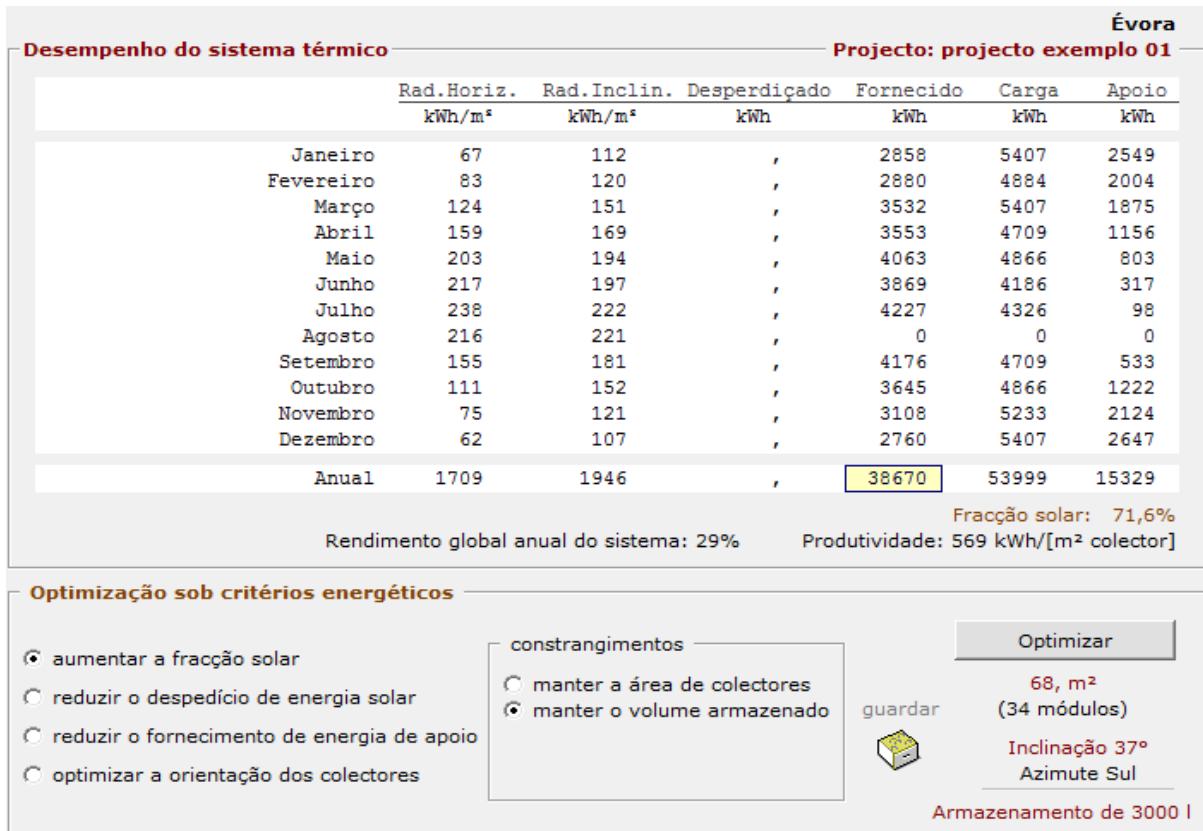 Évora
Desempenho do sistema térmico Projecto: projecto exemplo 01
Rad.Horiz. Rad.Inclin. Desperdiçado Fornecido Carga Apoio
kWh/m² kWh/m² kWh kWh kWh kWh
Janeiro 67 112 , 2858 5407 2549
Fevereiro 83 120 , 2880 4884 2004
Março 124 151 , 3532 5407 1875
Abril 159 169 , 3553 4709 1156
Maio 203 194 , 4063 4866 803
Junho 217 197 , 3869 4186 317
Julho 238 222 , 4227 4326 98
Agosto 216 221 , 0 0 0
Setembro 155 181 , 4176 4709 533
Outubro 111 152 , 3645 4866 1222
Novembro 75 121 , 3108 5233 2124
Dezembro 62 107 , 2760 5407 2647
Anual 1709 1946 , 38670 53999 15329
Fracção solar: 71,6%
Rendimento global anual do sistema: 29% Produtividade: 569 kWh/[m² colector]
Optimização sob critérios energéticos
aumentar a fracção solar
reduzir o despedício de energia solar
reduzir o fornecimento de energia de apoio
optimizar a orientação dos colectores
constrangimentos
manter a área de colectores
manter o volume armazenado
guardar
Optimizar
68, m²
(34 módulos)
Inclinação 37°
Azimute Sul
Armazenamento de 3000 l